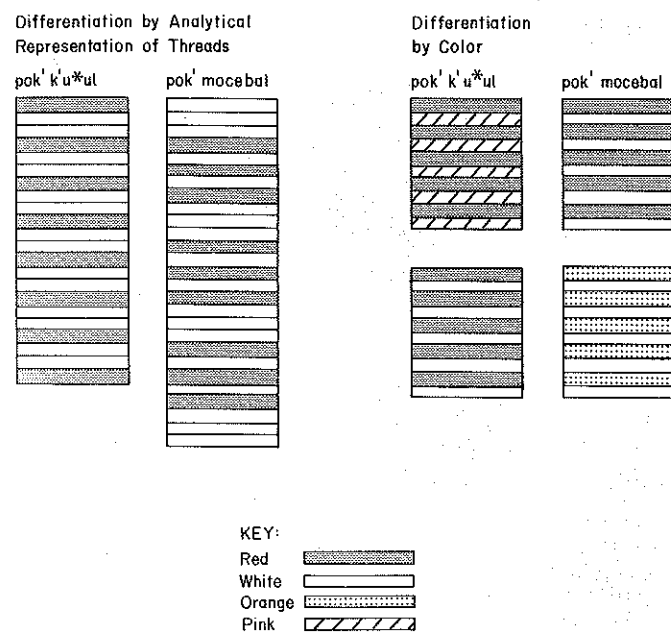 Differentiation by Analytical
Representation of Threads
pok' k'u*ul
pok' mocebal
Differentiation
by Color
pok' k'u*ul
pok' mocebal
KEY:
Red
White
Orange
Pink